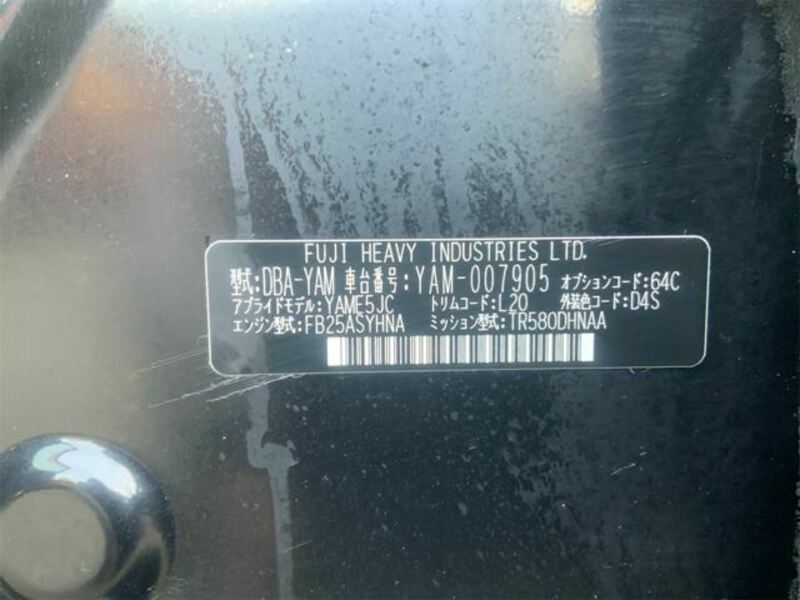 FUJI HEAVY INDUSTRIES LTD.
型式:DBA-YAM 車台番号:YAM-007905 オプションコード:64C
アプライドモデル:YAME5JC トリムコード:L20 外装色コード:D4S
エンジン型式:FB25ASYHNA ミッション型式:TR580DHNAA